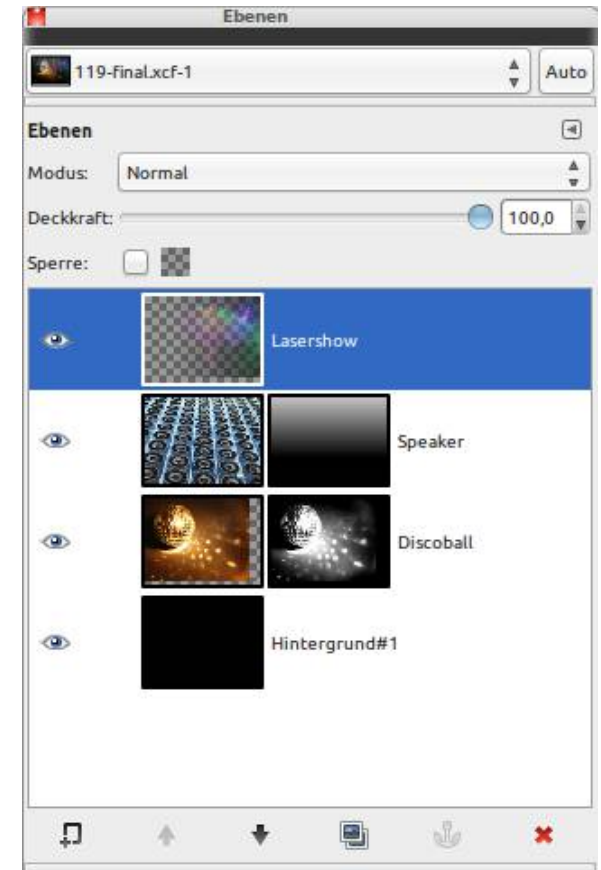 Ebenen
119-final.xcf-1
Auto
Ebenen
Modus: Normal
Deckkraft: 100,0
Sperre:
Lasershow
Speaker
Discoball
Hintergrund#1